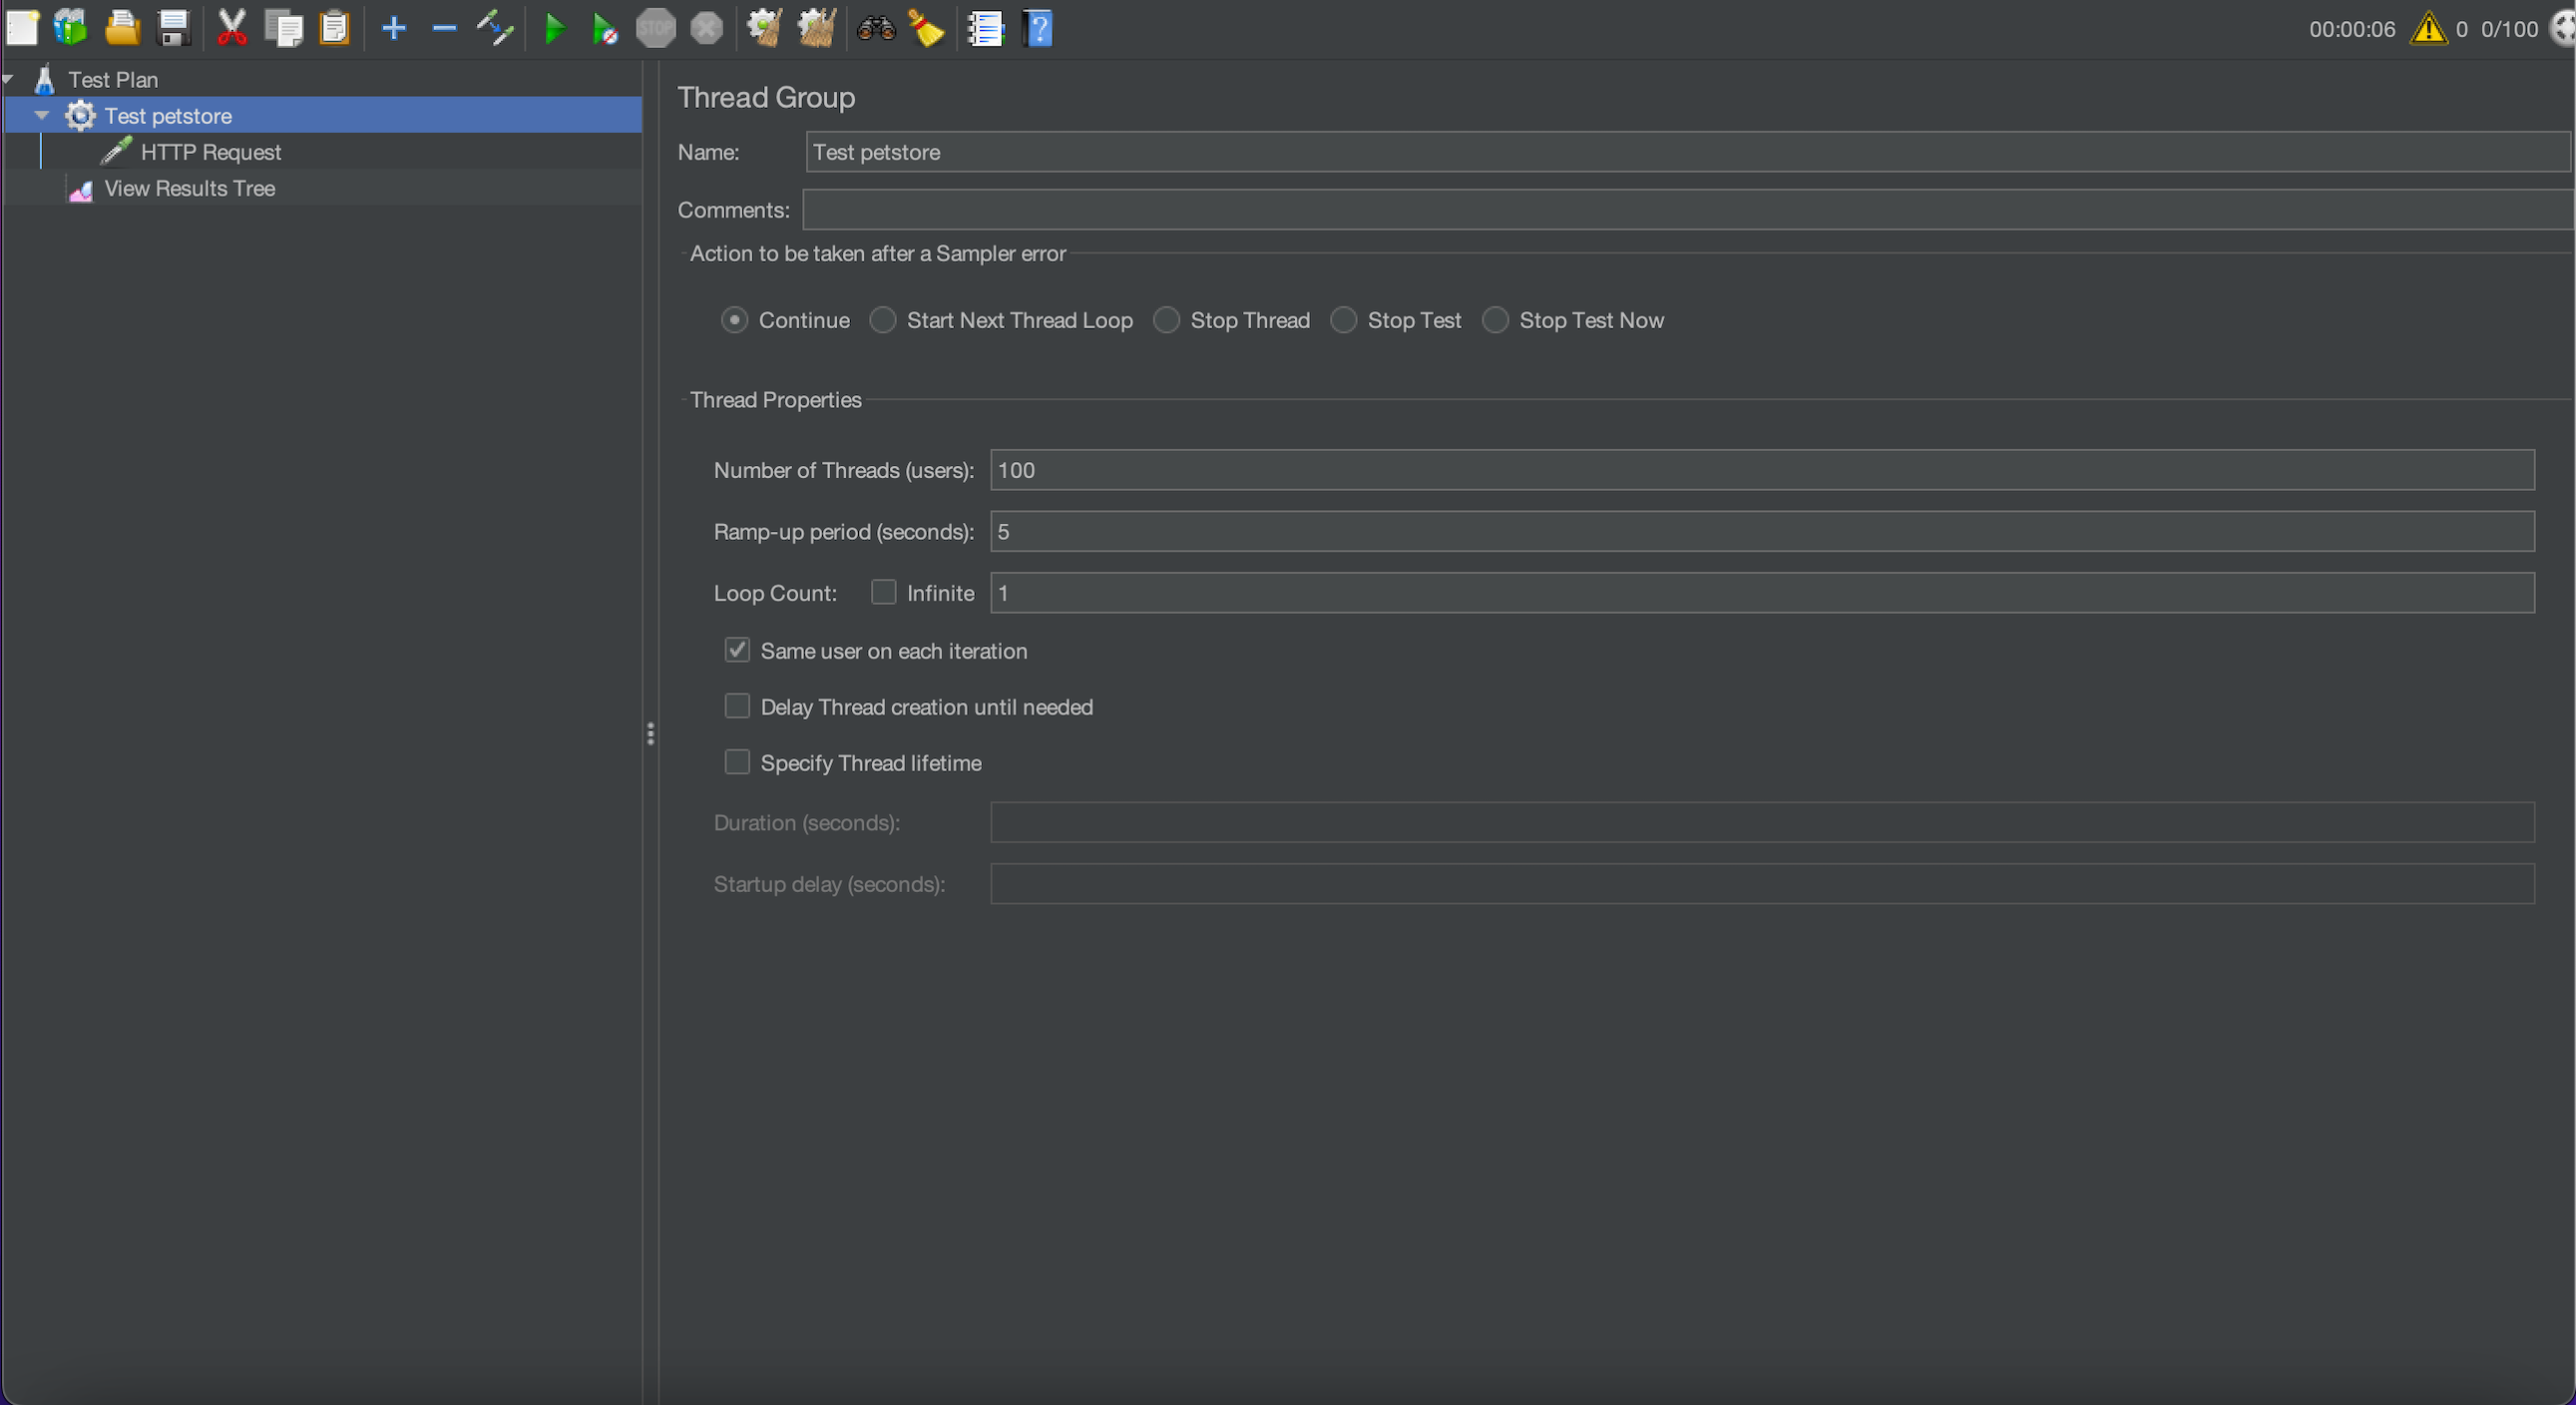 STOP
00:00:06 0 0/100
Test Plan
Test petstore
HTTP Request
View Results Tree
Thread Group
Name: Test petstore
Comments:
Action to be taken after a Sampler error
Continue Start Next Thread Loop Stop Thread Stop Test Stop Test Now
Thread Properties
Number of Threads (users): 100
Ramp-up period (seconds): 5
Loop Count: Infinite 1
Same user on each iteration
Delay Thread creation until needed
Specify Thread lifetime
Duration (seconds):
Startup delay (seconds):